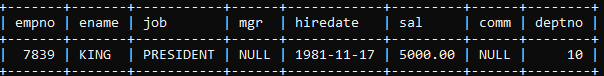 +-------+-------+-----------+------+------------+---------+------+--------+
| empno | ename | job       | mgr  | hiredate   | sal     | comm | deptno |
+-------+-------+-----------+------+------------+---------+------+--------+
|  7839 | KING  | PRESIDENT | NULL | 1981-11-17 | 5000.00 | NULL |     10 |
+-------+-------+-----------+------+------------+---------+------+--------+